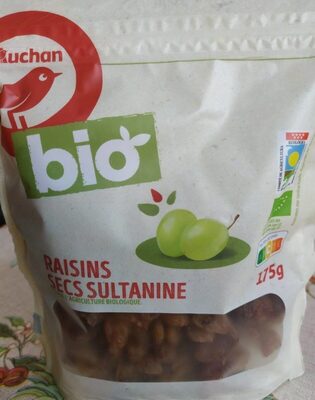 Auchan
bio
RAISINS
SECS SULTANINE
AGRICULTURE BIOLOGIQUE
175g